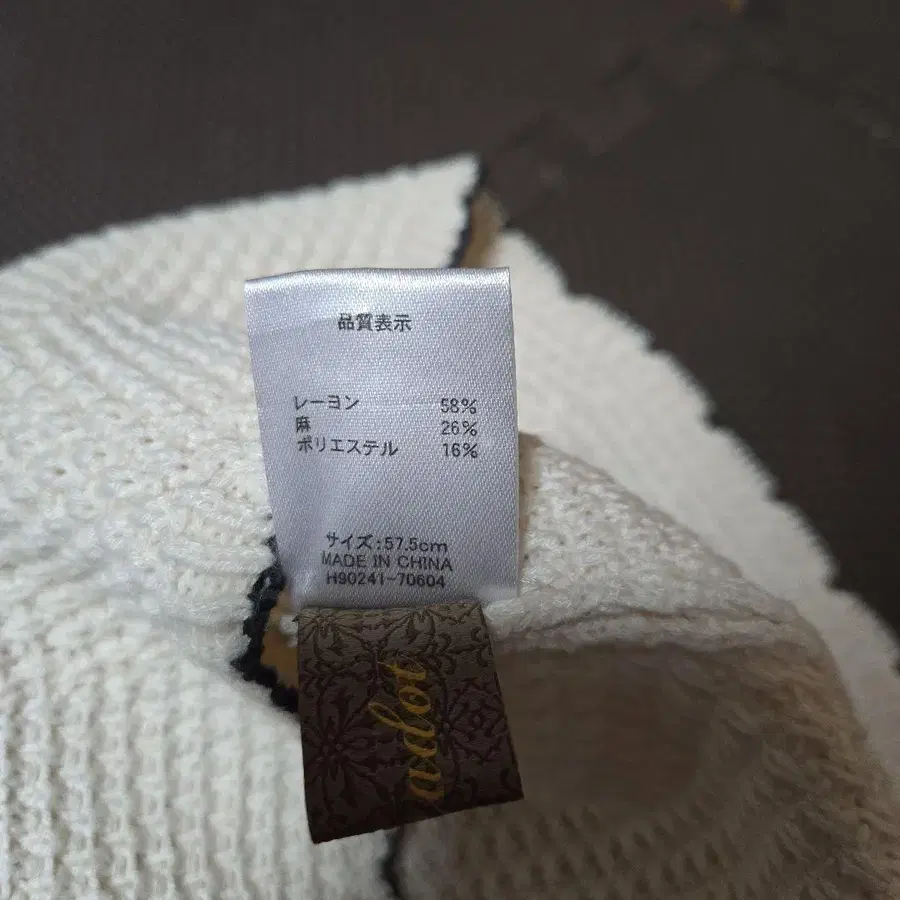 品質表示
レーヨン 58%
麻 26%
ポリエステル 16%
サイズ:57.5cm
MADE IN CHINA
H90241-70604
adot